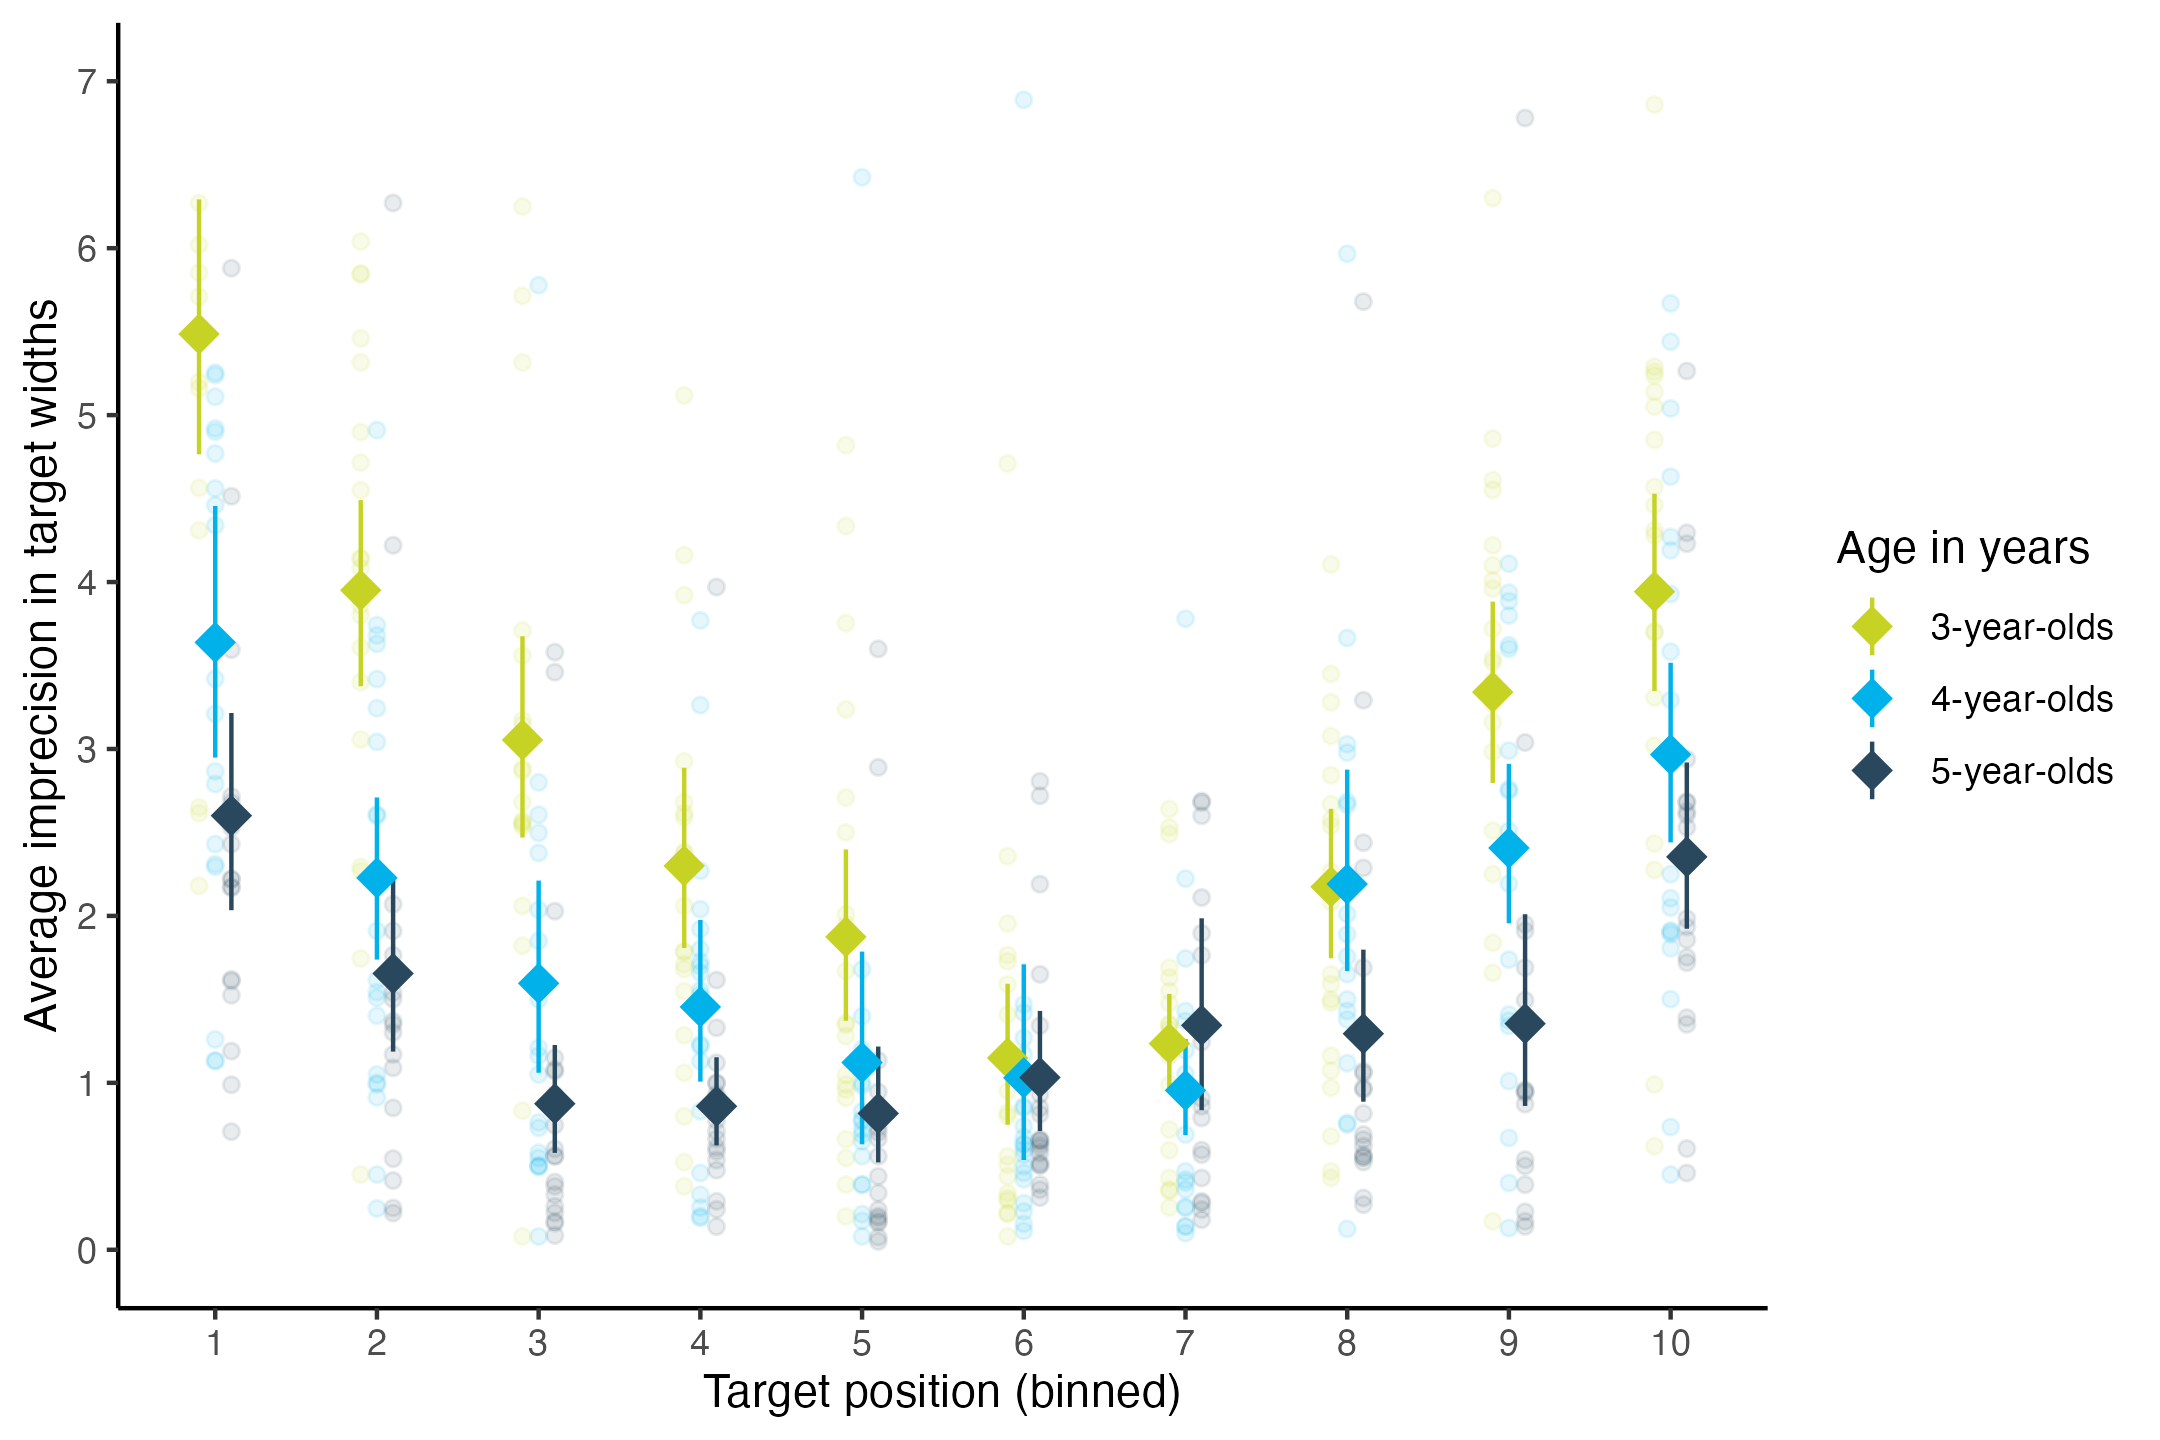 Average imprecision in target widths
7
6
5
4
3
2
1
0
1 2 3 4 5 6 7 8 9 10
Target position (binned)
Age in years
3-year-olds
4-year-olds
5-year-olds